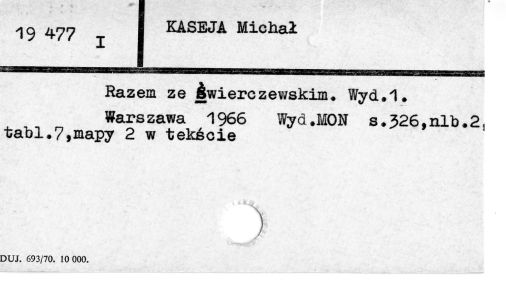 19 477 I
KASEJA Michał
Razem ze Świerczewskim. Wyd.1.
Warszawa 1966 Wyd.MON s.326,nlb.2,
tabl.7,mapy 2 w tekście
DUJ. 693/70. 10 000.